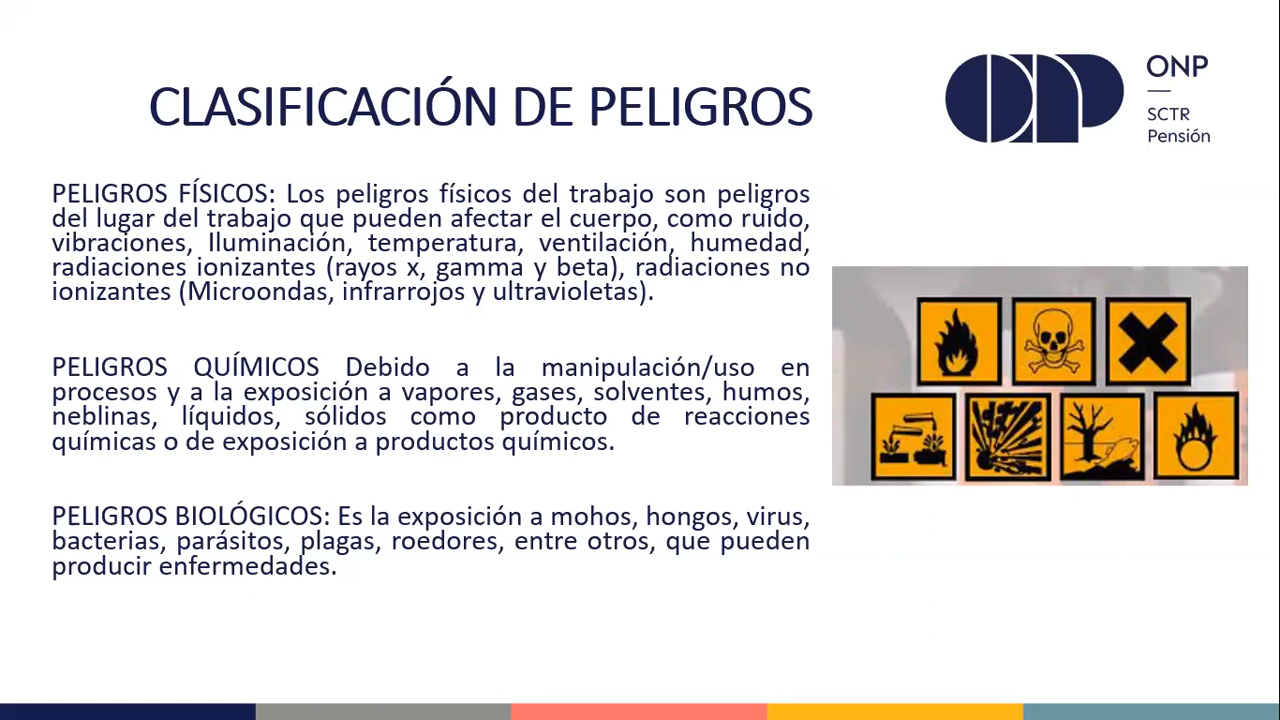 CLASIFICACIÓN DE PELIGROS
ONP
SCTR
Pensión
PELIGROS FÍSICOS: Los peligros físicos del trabajo son peligros
del lugar del trabajo que pueden afectar el cuerpo, como ruido,
vibraciones, Iluminación, temperatura, ventilación, humedad,
radiaciones ionizantes (rayos x, gamma y beta), radiaciones no
ionizantes (Microondas, infrarrojos y ultravioletas).
PELIGROS QUÍMICOS Debido a la manipulación/uso en
procesos y a la exposición a vapores, gases, solventes, humos,
neblinas, líquidos, sólidos como producto de reacciones
químicas o de exposición a productos químicos.
PELIGROS BIOLÓGICOS: Es la exposición a mohos, hongos, virus,
bacterias, parásitos, plagas, roedores, entre otros, que pueden
producir enfermedades.